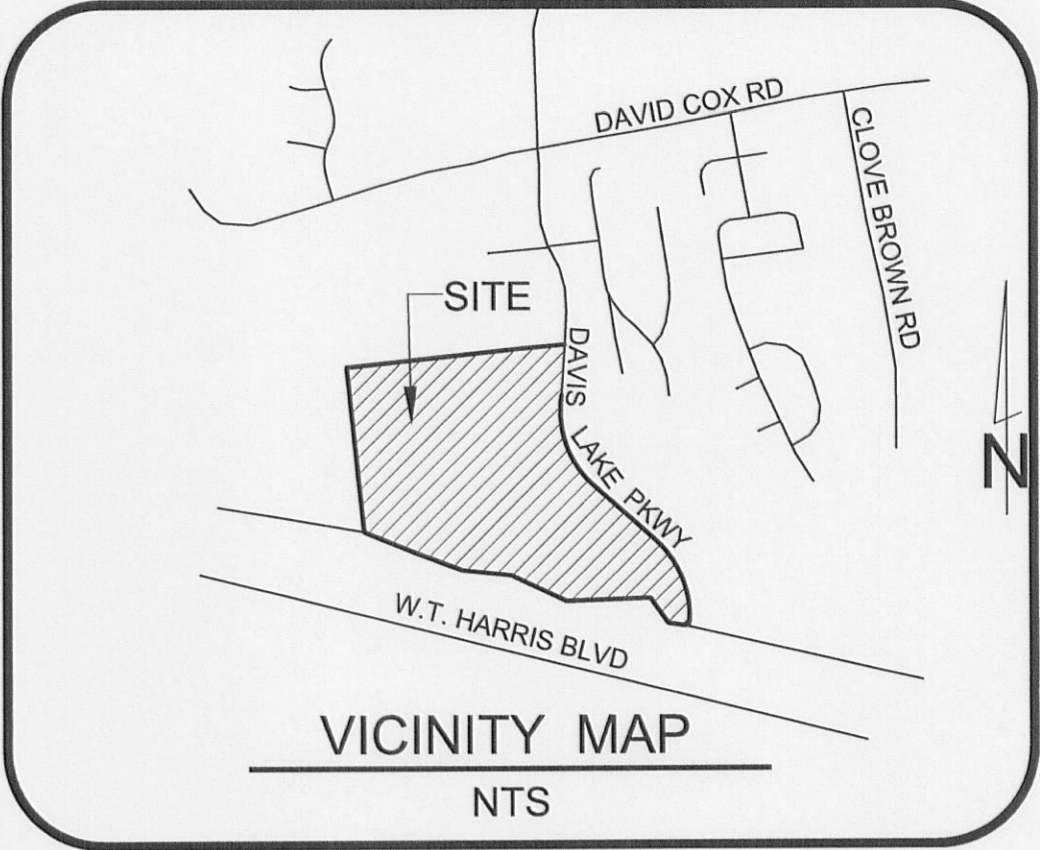 DAVID COX RD
CLOVE BROWN RD
SITE
DAVIS LAKE PKWY
N
W.T. HARRIS BLVD
VICINITY MAP
NTS